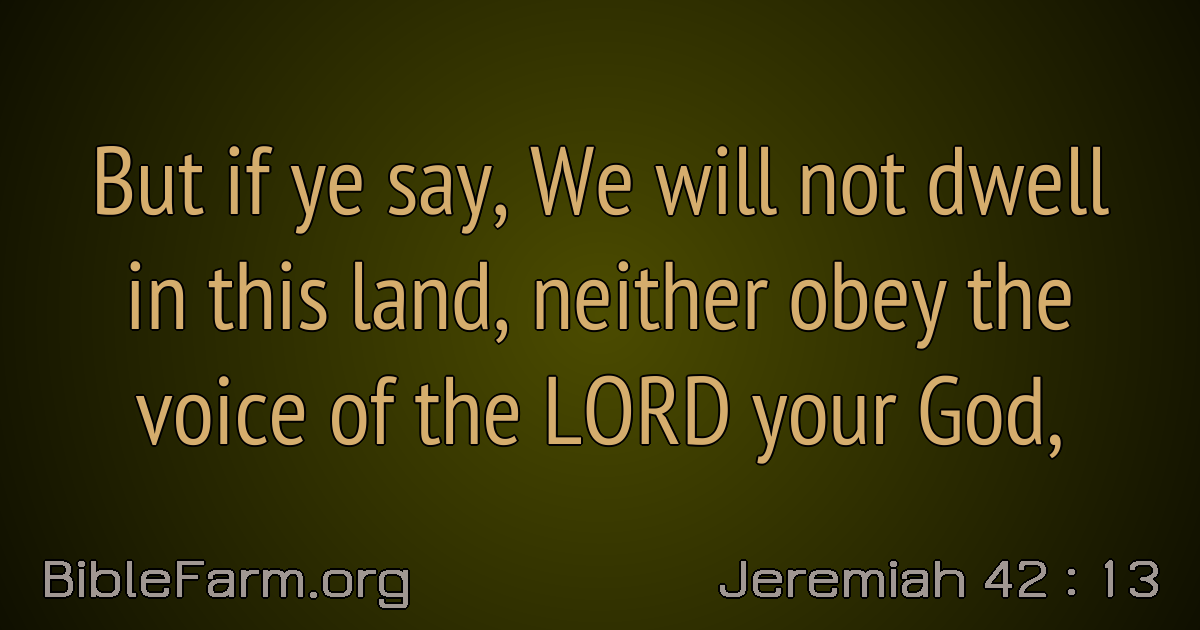 But if ye say, We will not dwell
in this land, neither obey the
voice of the LORD your God,
BibleFarm.org
Jeremiah 42 : 13